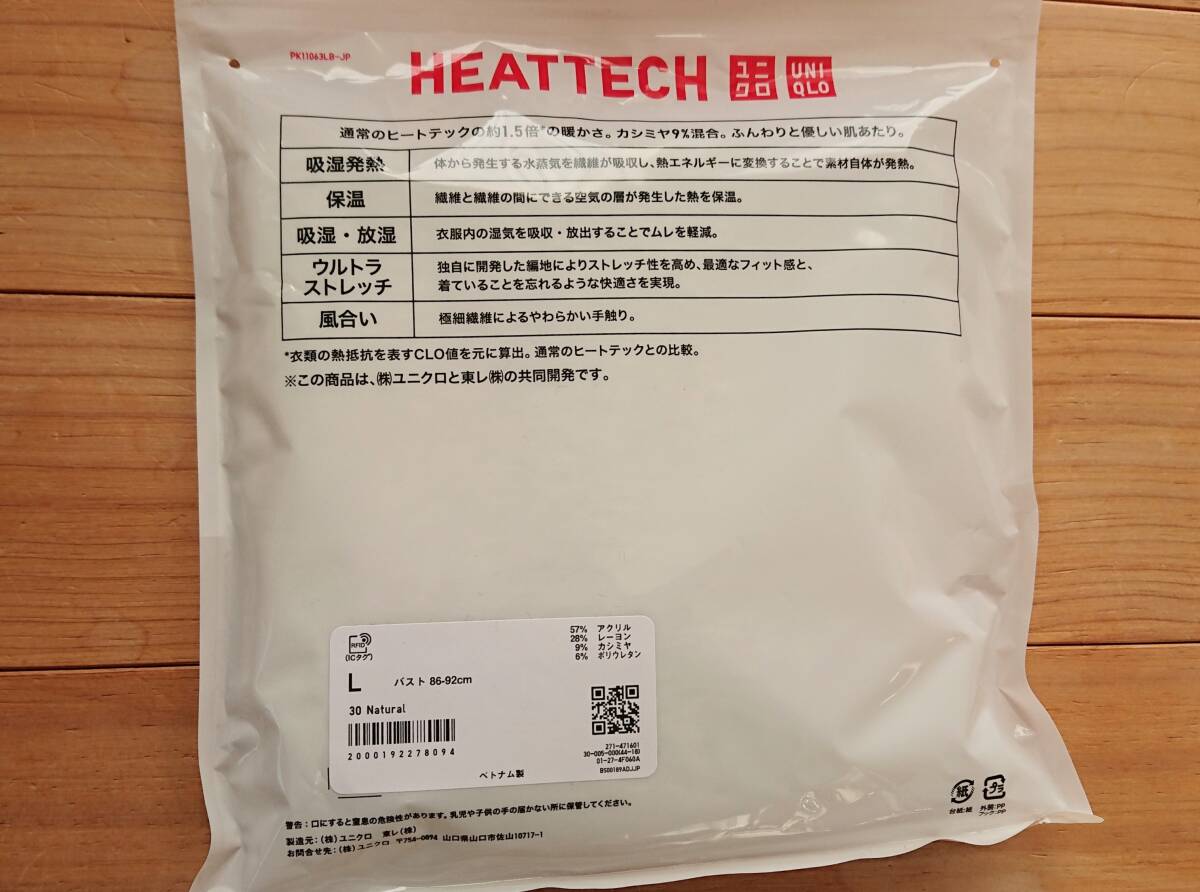 PK11063LB-JP
HEATTECH ユニクロ UNIQLO
通常のヒートテックの約1.5倍*の暖かさ。カシミヤ9%混合。ふんわりと優しい肌あたり。
吸湿発熱 体から発生する水蒸気を繊維が吸収し、熱エネルギーに変換することで素材自体が発熱。
保温 繊維と繊維の間にできる空気の層が発生した熱を保温。
吸湿・放湿 衣服内の湿気を吸収・放出することでムレを軽減。
ウルトラ
ストレッチ
独自に開発した編地によりストレッチ性を高め、最適なフィット感と、
着ていることを忘れるような快適さを実現。
風合い 極細繊維によるやわらかい手触り。
*衣類の熱抵抗を表すCLO値を元に算出。通常のヒートテックとの比較。
※この商品は、㈱ユニクロと東レ㈱の共同開発です。
RFID
(ICタグ)
57% アクリル
28% レーヨン
9% カシミヤ
6% ポリウレタン
L バスト 86-92cm
30 Natural
2000192278094
271-471601
30-005-000(44-18)
01-27-4F060A
BS00189ADJJP
ベトナム製
警告：口にすると窒息の危険性があります。乳児や子供の手の届かない所に保管してください。
製造元：(株)ユニクロ 東レ(株)
お問合せ先：(株)ユニクロ 〒754-0894 山口県山口市佐山10717-1
紙
台紙:紙
プラ
外装:PP
フック:PP